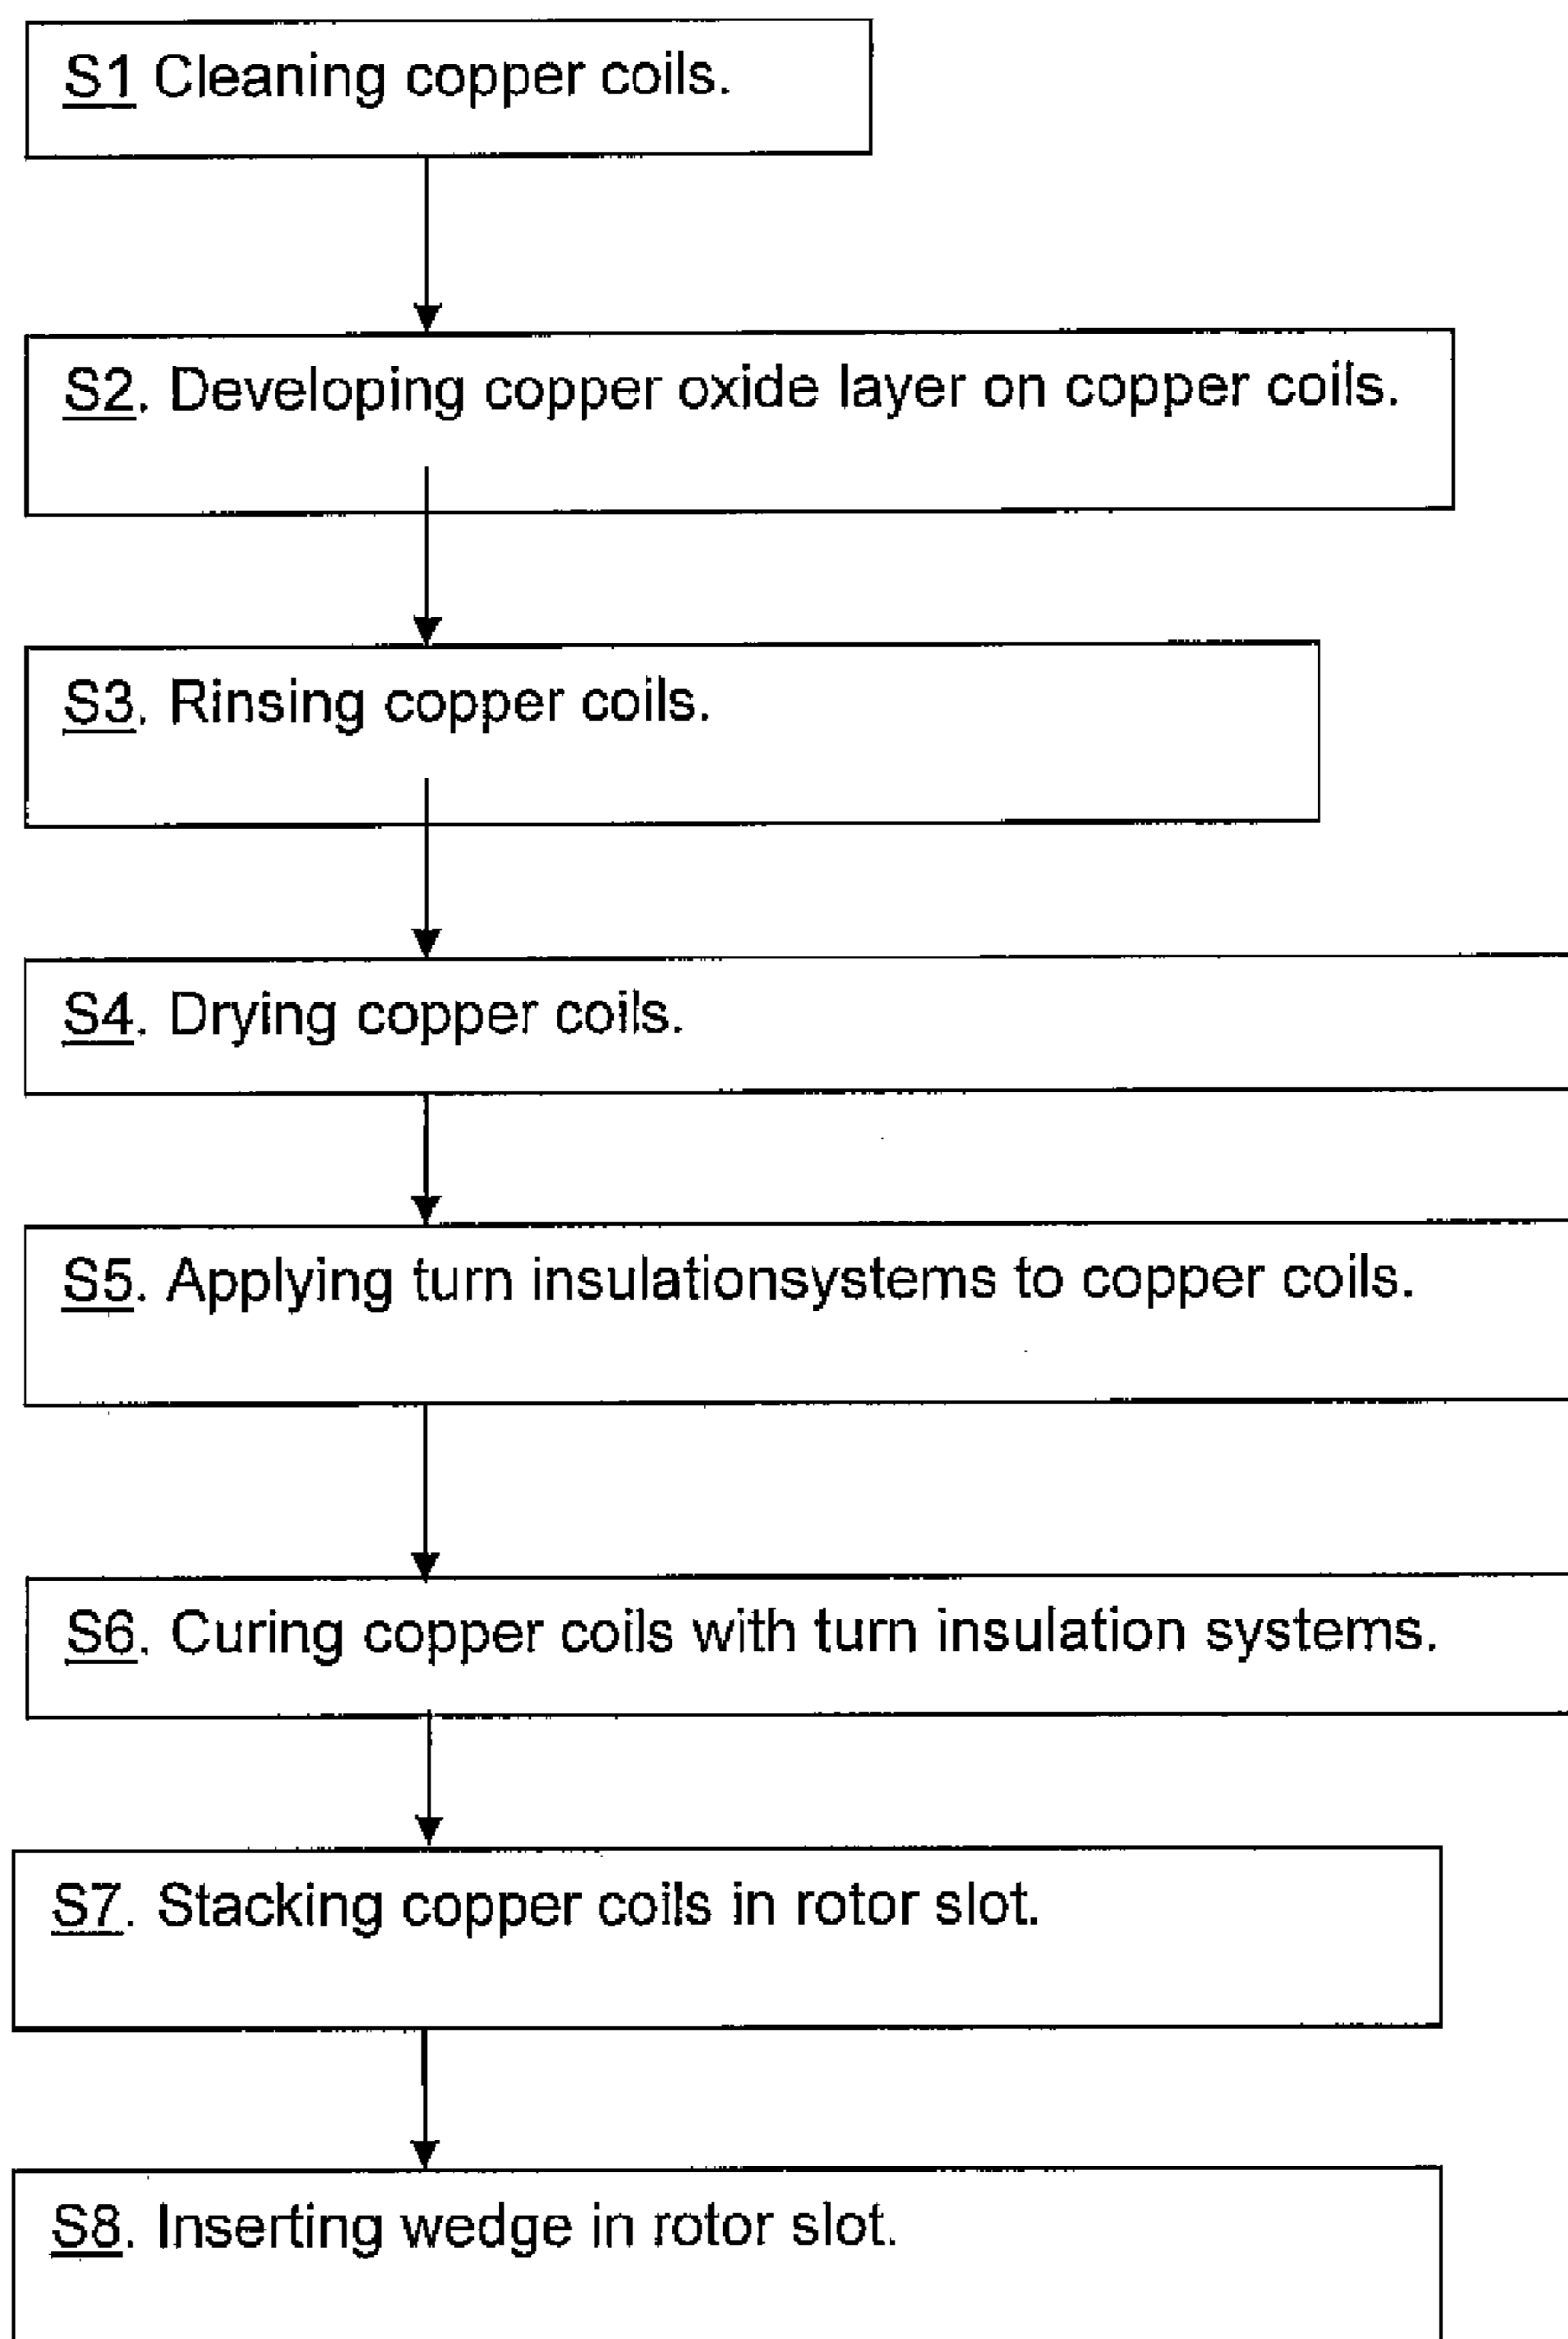 S1 Cleaning copper coils.
S2. Developing copper oxide layer on copper coils.
S3. Rinsing copper coils.
S4. Drying copper coils.
S5. Applying turn insulationsystems to copper coils.
S6. Curing copper coils with turn insulation systems.
S7. Stacking copper coils in rotor slot.
S8. Inserting wedge in rotor slot.